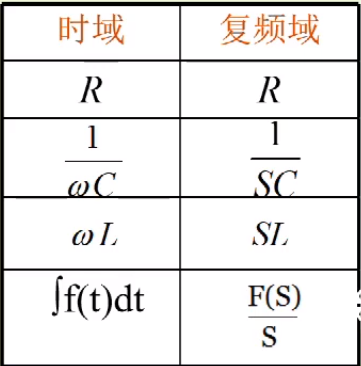 时域 复频域
R R
1/ωC 1/SC
ωL SL
∫f(t)dt F(S)/S